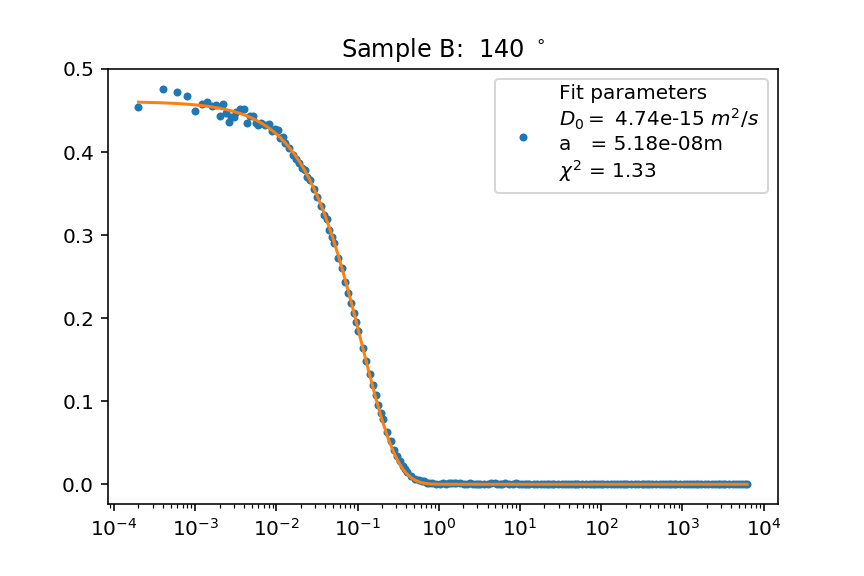 Sample B:  140 °
0.5
0.4
0.3
0.2
0.1
0.0
Fit parameters
D₀ = 4.74e-15 m²/s
a   = 5.18e-08m
χ² = 1.33
10⁻⁴ 10⁻³ 10⁻² 10⁻¹ 10⁰ 10¹ 10² 10³ 10⁴